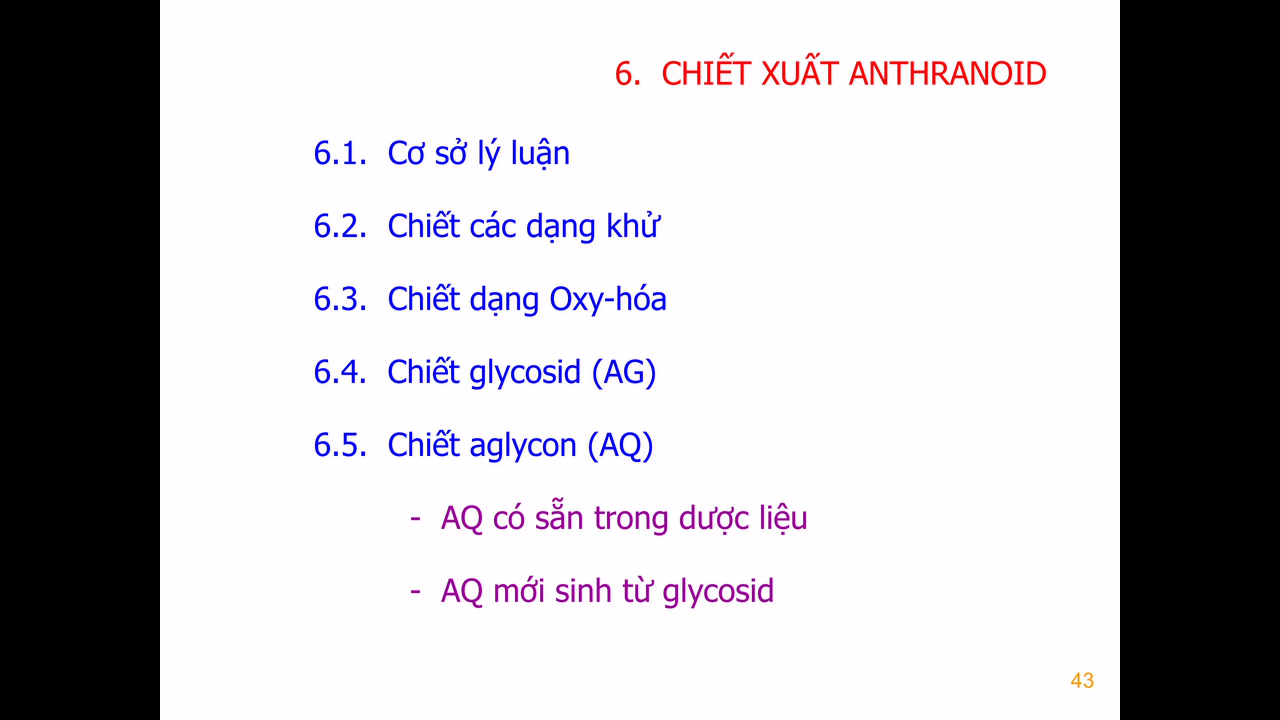 6. CHIẾT XUẤT ANTHRANOID
6.1. Cơ sở lý luận
6.2. Chiết các dạng khử
6.3. Chiết dạng Oxy-hóa
6.4. Chiết glycosid (AG)
6.5. Chiết aglycon (AQ)
- AQ có sẵn trong dược liệu
- AQ mới sinh từ glycosid
43